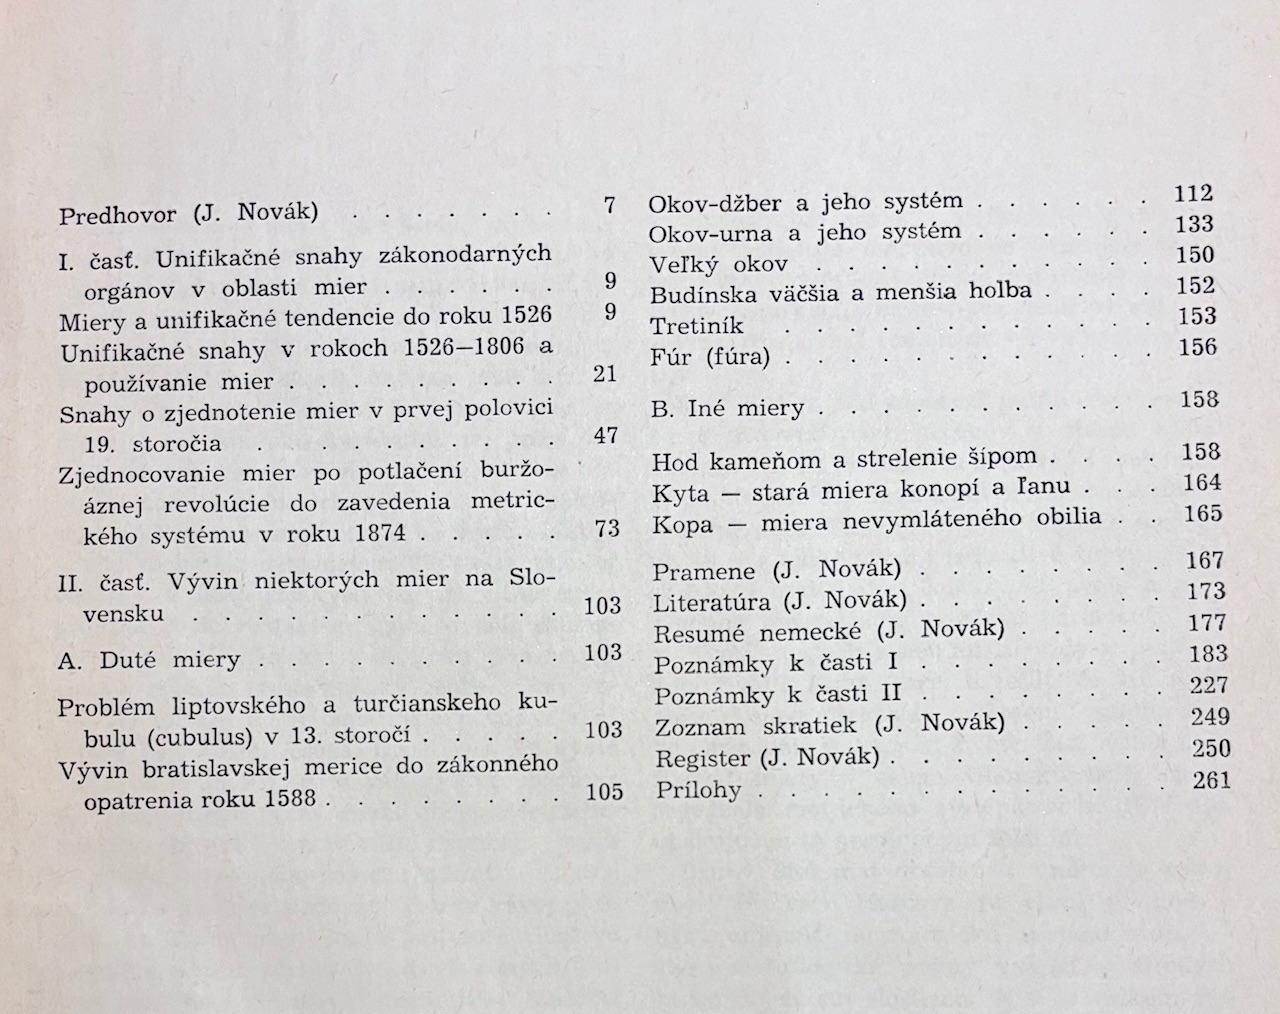 Predhovor (J. Novák) . . . . . . . 7
I. časť. Unifikačné snahy zákonodarných
orgánov v oblasti mier . . . . . . 9
Miery a unifikačné tendencie do roku 1526 9
Unifikačné snahy v rokoch 1526—1806 a
používanie mier . . . . . . . . . 21
Snahy o zjednotenie mier v prvej polovici
19. storočia . . . . . . . . . . 47
Zjednocovanie mier po potlačení buržo-
áznej revolúcie do zavedenia metric-
kého systému v roku 1874 . . . . . 73
II. časť. Vývin niektorých mier na Slo-
vensku . . . . . . . . . . . . 103
A. Duté miery . . . . . . . . . . 103
Problém liptovského a turčianskeho ku-
bulu (cubulus) v 13. storočí . . . . . 103
Vývin bratislavskej merice do zákonného
opatrenia roku 1588 . . . . . . . . 105
Okov-džber a jeho systém . . . . . . 112
Okov-urna a jeho systém . . . . . . 133
Veľký okov . . . . . . . . . . . 150
Budínska väčšia a menšia holba . . . . 152
Tretiník . . . . . . . . . . . . 153
Fúr (fúra) . . . . . . . . . . . . 156
B. Iné miery . . . . . . . . . . . 158
Hod kameňom a strelenie šípom . . . . 158
Kyta — stará miera konopí a ľanu . . . 164
Kopa — miera nevymláteného obilia . . 165
Pramene (J. Novák) . . . . . . . . 167
Literatúra (J. Novák) . . . . . . . . 173
Resumé nemecké (J. Novák) . . . . . 177
Poznámky k časti I . . . . . . . . 183
Poznámky k časti II . . . . . . . . 227
Zoznam skratiek (J. Novák) . . . . . 249
Register (J. Novák) . . . . . . . . . 250
Prílohy . . . . . . . . . . . . . . 261